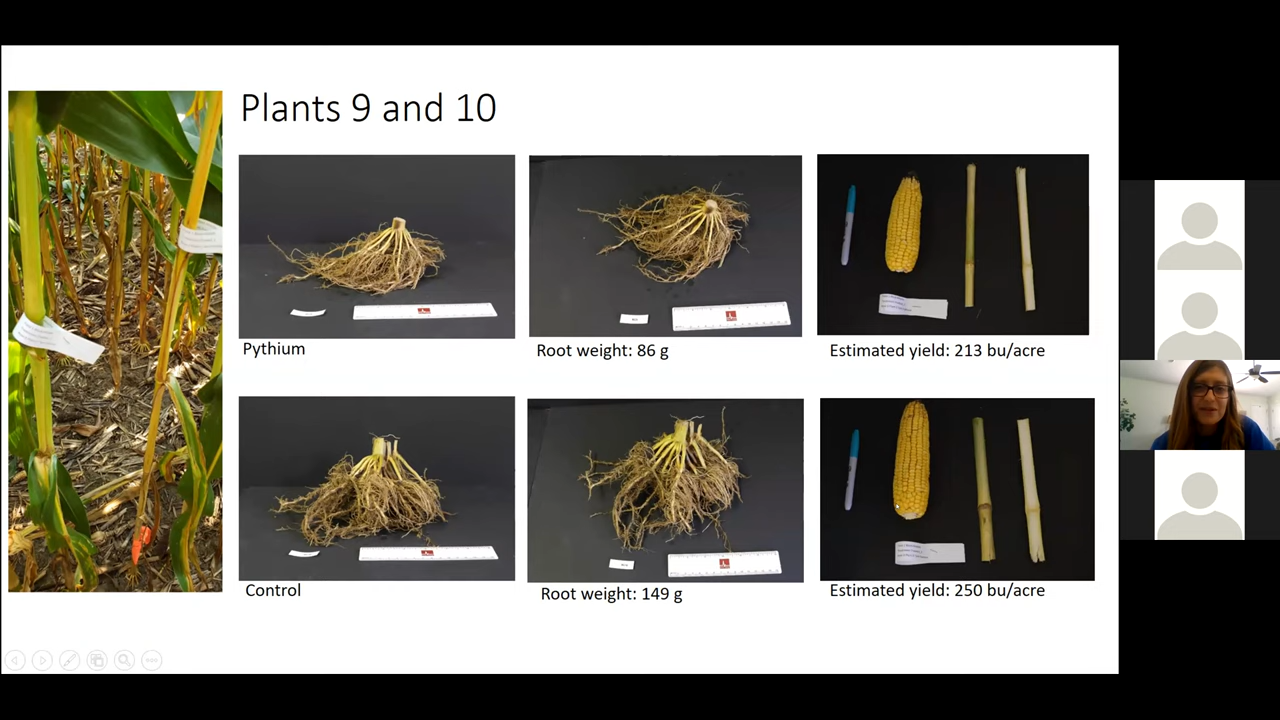 Plants 9 and 10
Pythium
Root weight: 86 g
Estimated yield: 213 bu/acre
Control
Root weight: 149 g
Estimated yield: 250 bu/acre